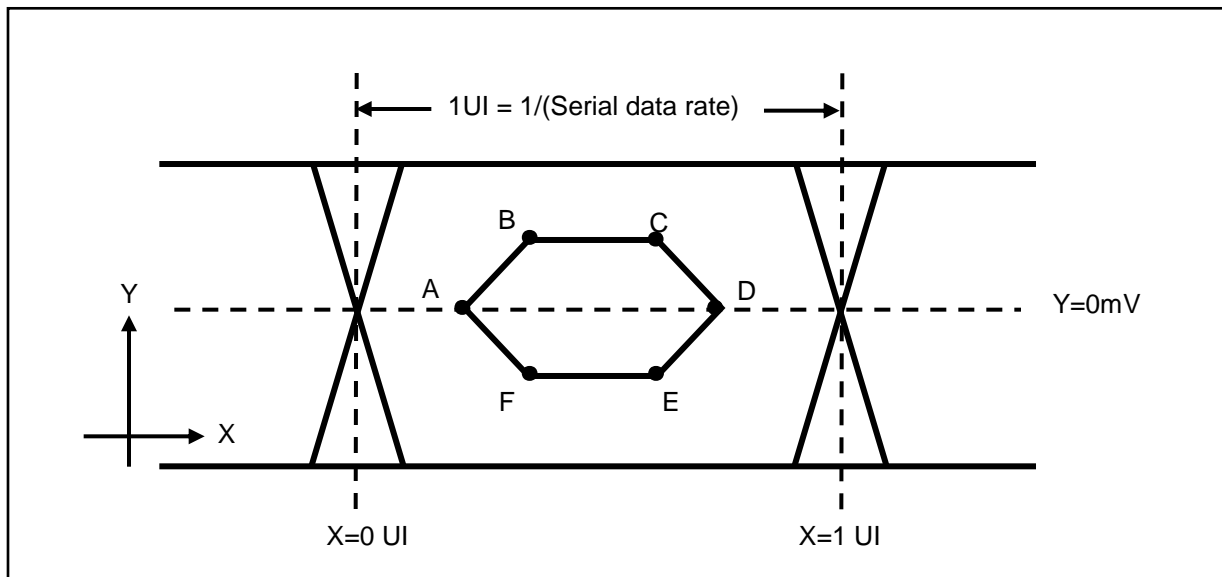 1UI = 1/(Serial data rate)
B
C
A
D
Y
Y=0mV
F
E
X
X=0 UI
X=1 UI